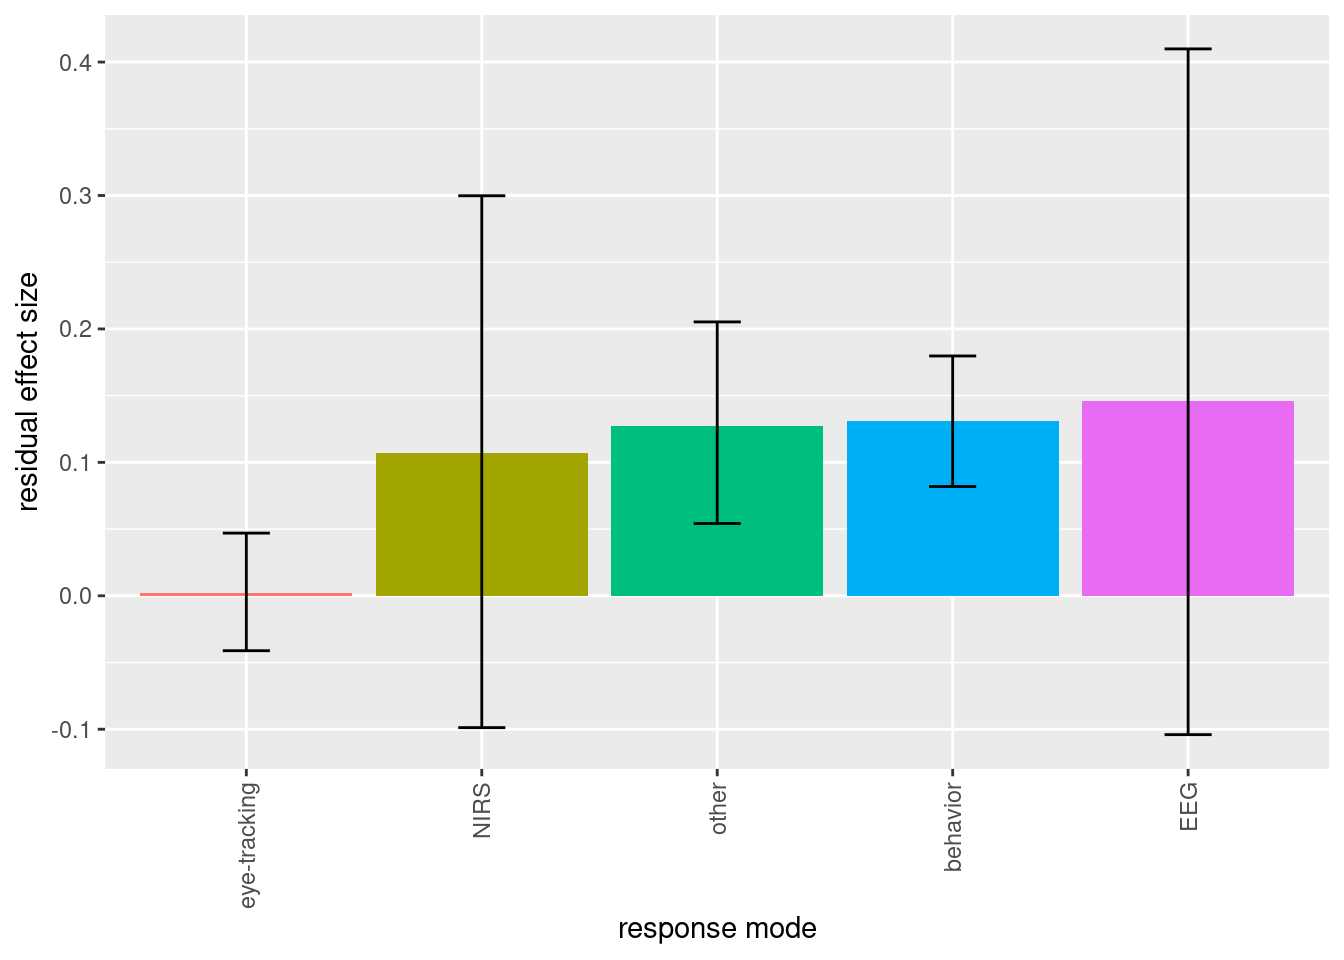 0.4
0.3
0.2
0.1
0.0
-0.1
residual effect size
eye-tracking
NIRS
other
behavior
EEG
response mode